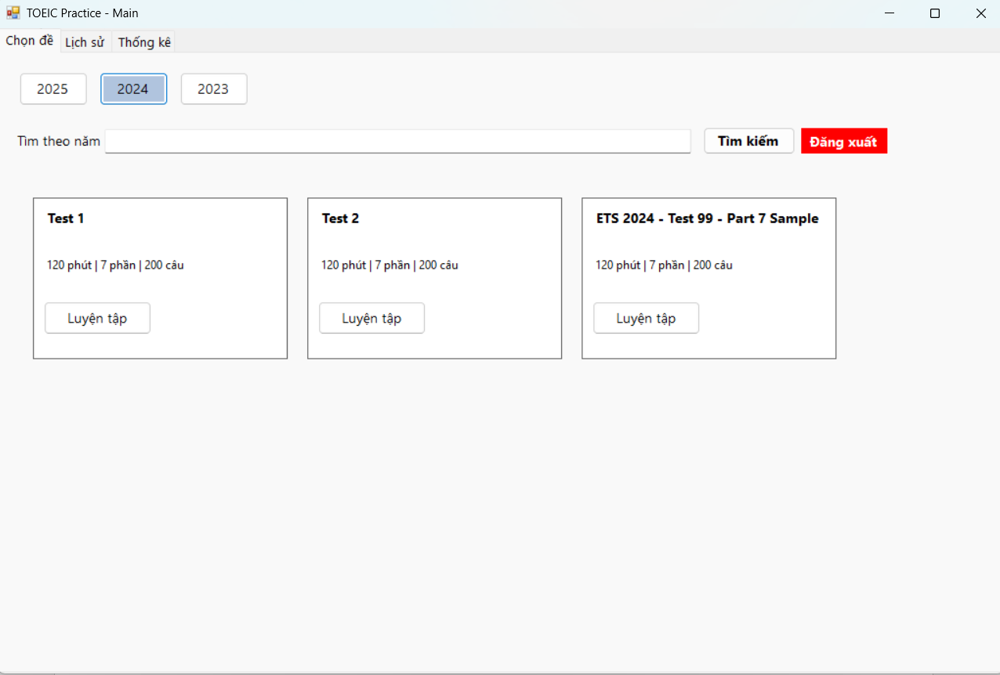 TOEIC Practice - Main
Chọn đề Lịch sử Thống kê
2025 2024 2023
Tìm theo năm Tìm kiếm Đăng xuất
Test 1
120 phút | 7 phần | 200 câu
Luyện tập
Test 2
120 phút | 7 phần | 200 câu
Luyện tập
ETS 2024 - Test 99 - Part 7 Sample
120 phút | 7 phần | 200 câu
Luyện tập